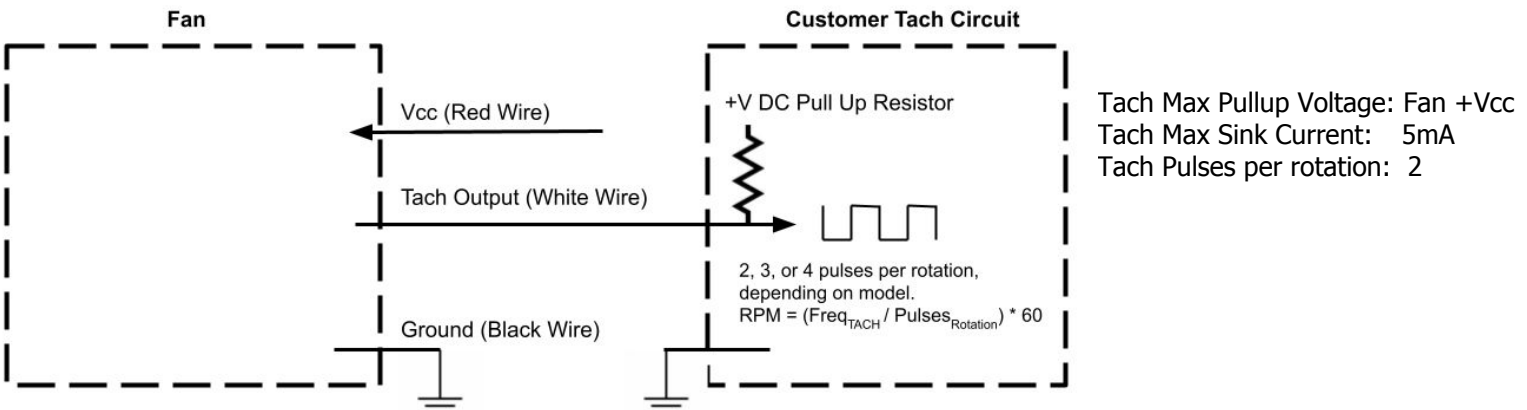 Fan
Customer Tach Circuit
Vcc (Red Wire)
+V DC Pull Up Resistor
Tach Max Pullup Voltage: Fan +Vcc
Tach Max Sink Current: 5mA
Tach Pulses per rotation: 2
Tach Output (White Wire)
2, 3, or 4 pulses per rotation,
depending on model.
RPM = (FreqTACH / PulsesRotation) * 60
Ground (Black Wire)